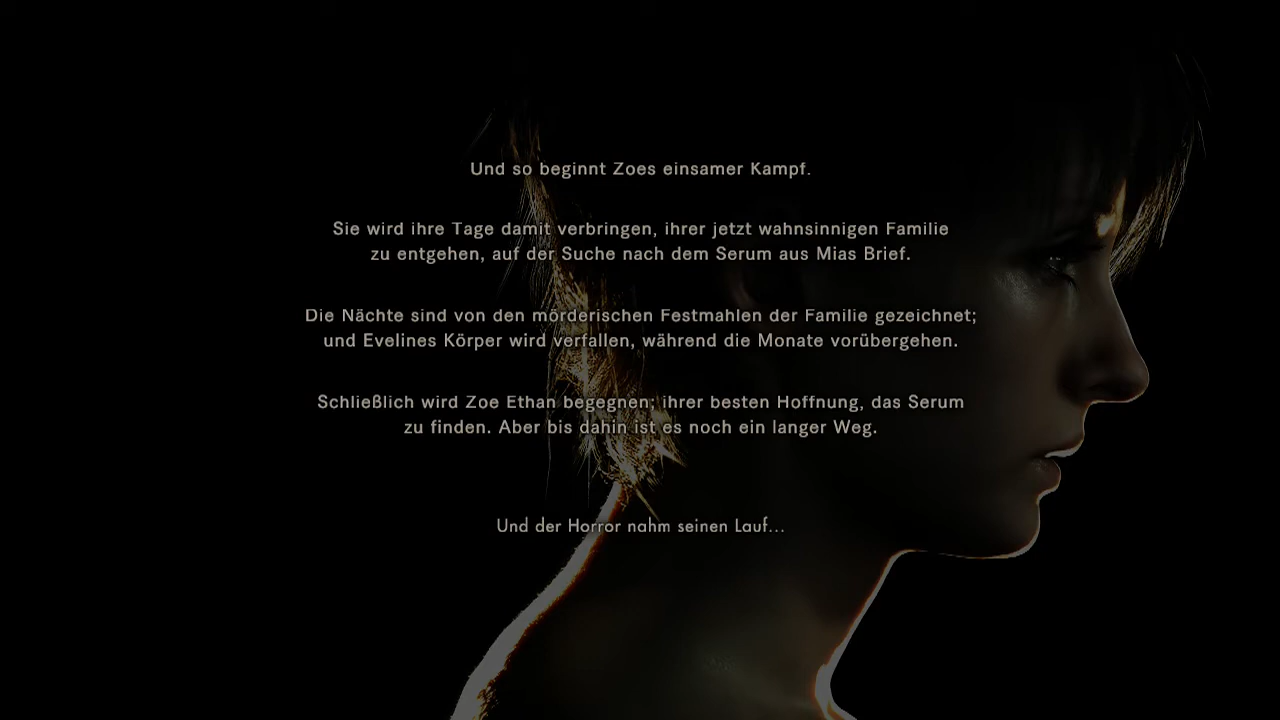 Und so beginnt Zoes einsamer Kampf.
Sie wird ihre Tage damit verbringen, ihrer jetzt wahnsinnigen Familie
zu entgehen, auf der Suche nach dem Serum aus Mias Brief.
Die Nächte sind von den mörderischen Festmahlen der Familie gezeichnet;
und Evelines Körper wird verfallen, während die Monate vorübergehen.
Schließlich wird Zoe Ethan begegnen; ihrer besten Hoffnung, das Serum
zu finden. Aber bis dahin ist es noch ein langer Weg.
Und der Horror nahm seinen Lauf...